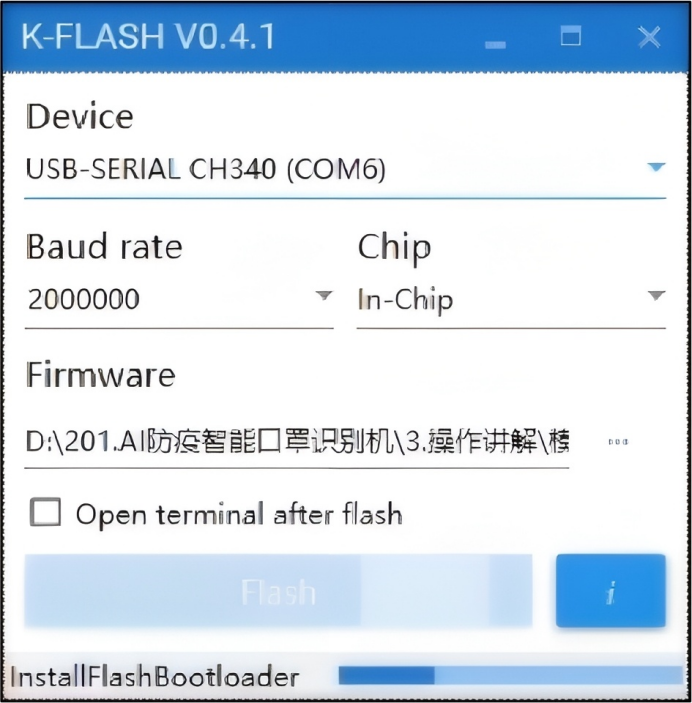 K-FLASH V0.4.1
Device
USB-SERIAL CH340 (COM6)
Baud rate
Chip
2000000
In-Chip
Firmware
D:\201.AI防疫智能口罩识别机\3.操作讲解\
Open terminal after flash
Flash
i
InstallFlashBootloader